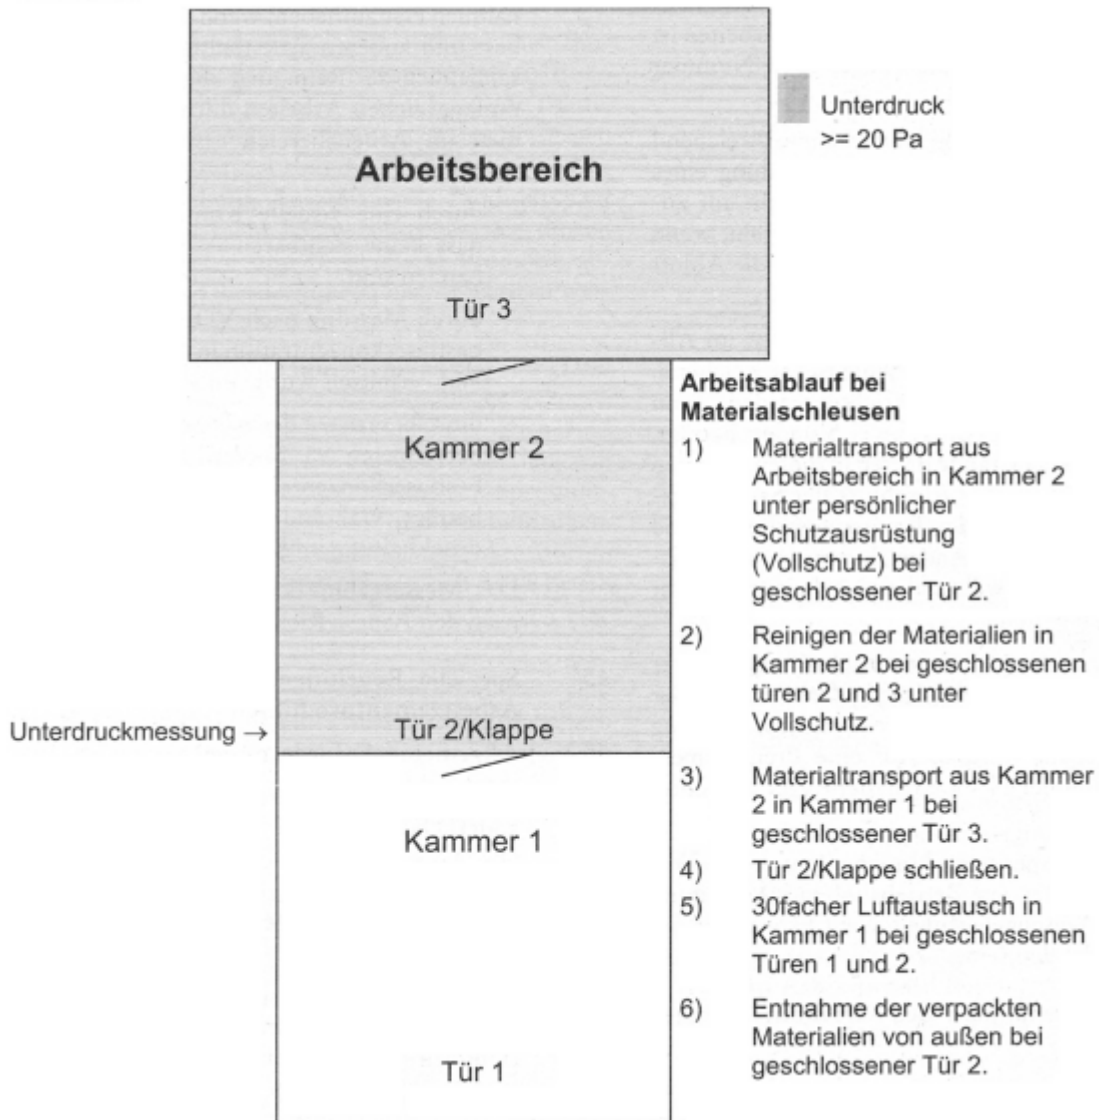 Unterdruck
>= 20 Pa
Arbeitsbereich
Tür 3
Kammer 2
Unterdruckmessung →
Tür 2/Klappe
Kammer 1
Tür 1
Arbeitsablauf bei
Materialschleusen
1) Materialtransport aus
Arbeitsbereich in Kammer 2
unter persönlicher
Schutzausrüstung
(Vollschutz) bei
geschlossener Tür 2.
2) Reinigen der Materialien in
Kammer 2 bei geschlossenen
türen 2 und 3 unter
Vollschutz.
3) Materialtransport aus Kammer
2 in Kammer 1 bei
geschlossener Tür 3.
4) Tür 2/Klappe schließen.
5) 30facher Luftaustausch in
Kammer 1 bei geschlossenen
Türen 1 und 2.
6) Entnahme der verpackten
Materialien von außen bei
geschlossener Tür 2.